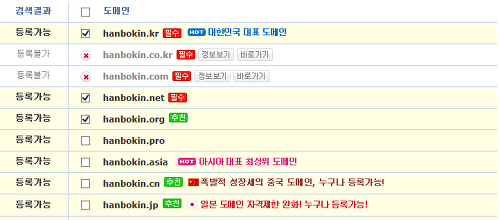 검색결과 도메인
등록가능 hanbokin.kr 필수 HOT 대한민국 대표 도메인
등록불가 hanbokin.co.kr 필수 정보보기 바로가기
등록불가 hanbokin.com 필수 정보보기 바로가기
등록가능 hanbokin.net 필수
등록가능 hanbokin.org 추천
등록가능 hanbokin.pro
등록가능 hanbokin.asia HOT 아시아 대표 최상위 도메인
등록가능 hanbokin.cn 추천 폭발적 성장세의 중국 도메인, 누구나 등록가능!
등록가능 hanbokin.jp 추천 일본 도메인 자격제한 완화! 누구나 등록가능!